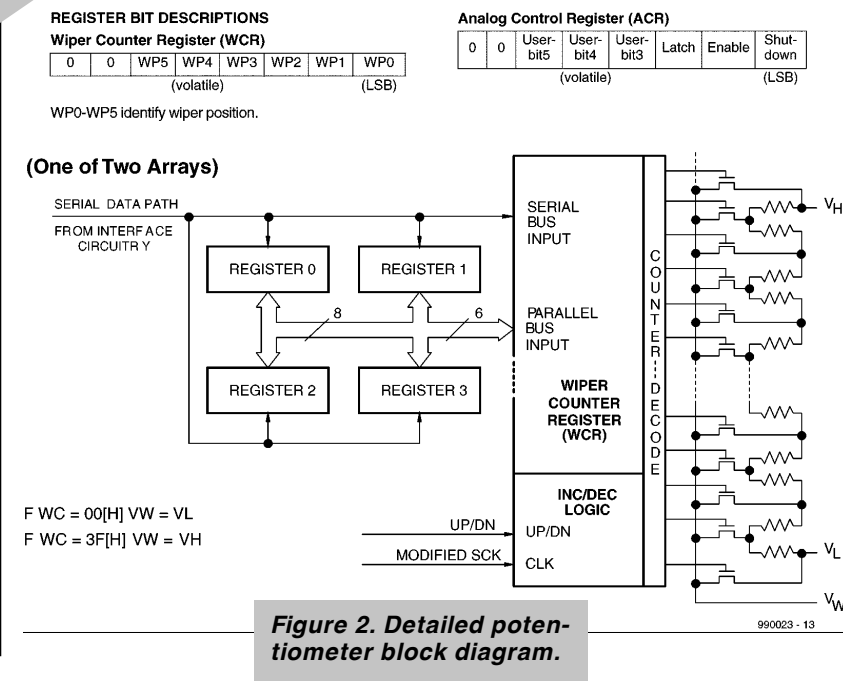 REGISTER BIT DESCRIPTIONS
Wiper Counter Register (WCR)
0 0 WP5 WP4 WP3 WP2 WP1 WP0
(volatile) (LSB)
WP0-WP5 identify wiper position.
Analog Control Register (ACR)
0 0 User-bit5 User-bit4 User-bit3 Latch Enable Shut-down
(volatile) (LSB)
(One of Two Arrays)
SERIAL DATA PATH
FROM INTERFACE
CIRCUITRY
REGISTER 0
REGISTER 1
8
6
REGISTER 2
REGISTER 3
SERIAL
BUS
INPUT
PARALLEL
BUS
INPUT
WIPER
COUNTER
REGISTER
(WCR)
INC/DEC
LOGIC
UP/DN
UP/DN
MODIFIED SCK
CLK
COUNTER DECODE
VH
VL
VW
F WC = 00[H] VW = VL
F WC = 3F[H] VW = VH
990023 - 13
Figure 2. Detailed poten-
tiometer block diagram.